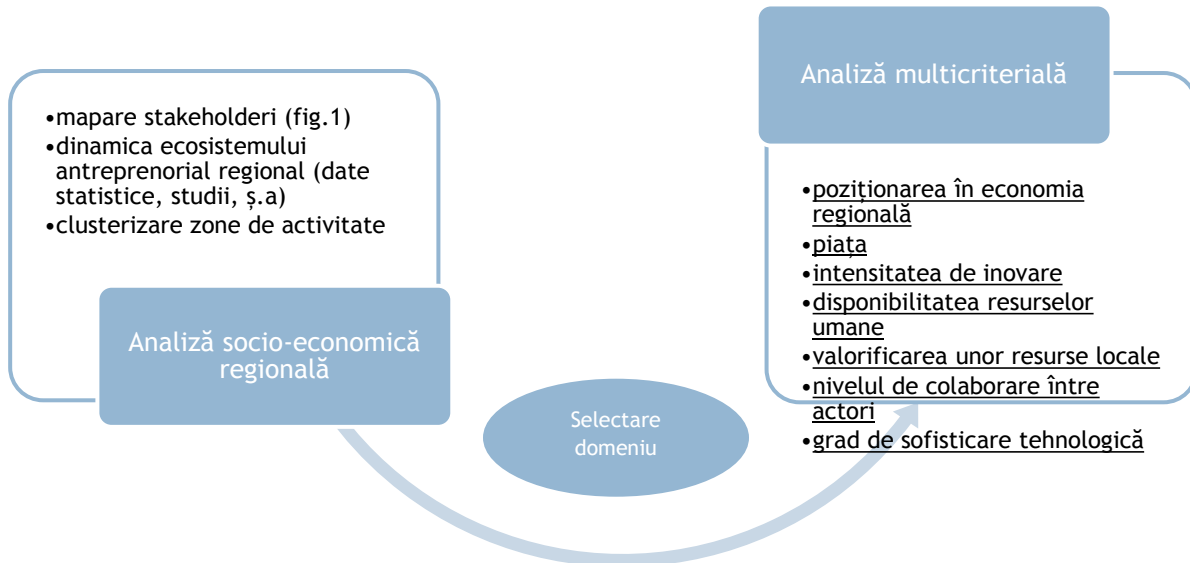 •mapare stakeholderi (fig.1)
•dinamica ecosistemului
antreprenorial regional (date
statistice, studii, ș.a)
•clusterizare zone de activitate
Analiză socio-economică
regională
Selectare
domeniu
Analiză multicriterială
•poziționarea în economia
regională
•piața
•intensitatea de inovare
•disponibilitatea resurselor
umane
•valorificarea unor resurse locale
•nivelul de colaborare între
actori
•grad de sofisticare tehnologică